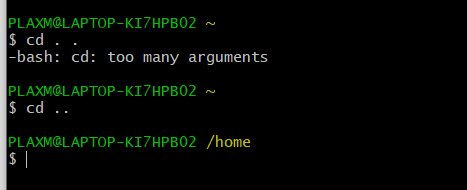 PLAXM@LAPTOP-KI7HPBO2 ~
$ cd . .
-bash: cd: too many arguments
PLAXM@LAPTOP-KI7HPBO2 ~
$ cd ..
PLAXM@LAPTOP-KI7HPBO2 /home
$